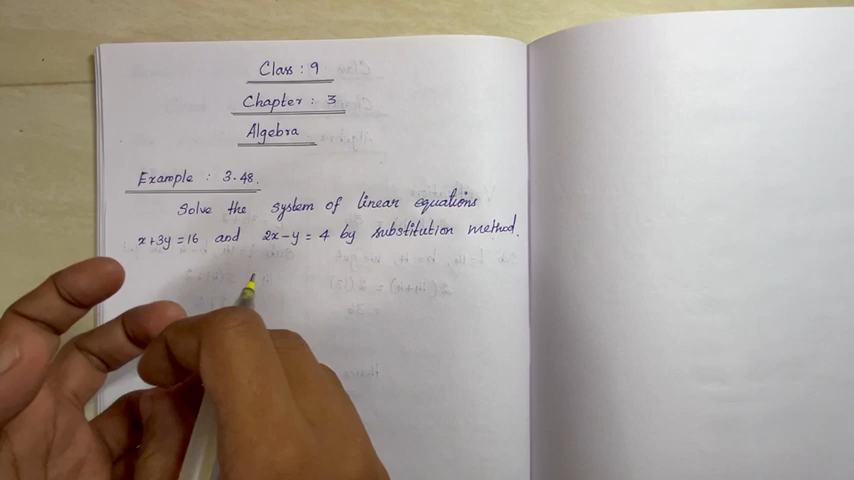 Class : 9
Chapter : 3
Algebra
Example : 3.48.
Solve the system of linear equations
x+3y = 16 and 2x-y = 4 by substitution method.